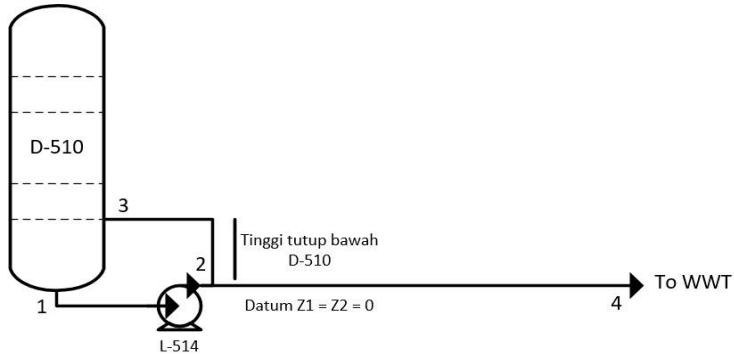 D-510
3
Tinggi tutup bawah
D-510
2
To WWT
1
4
Datum Z1 = Z2 = 0
L-514